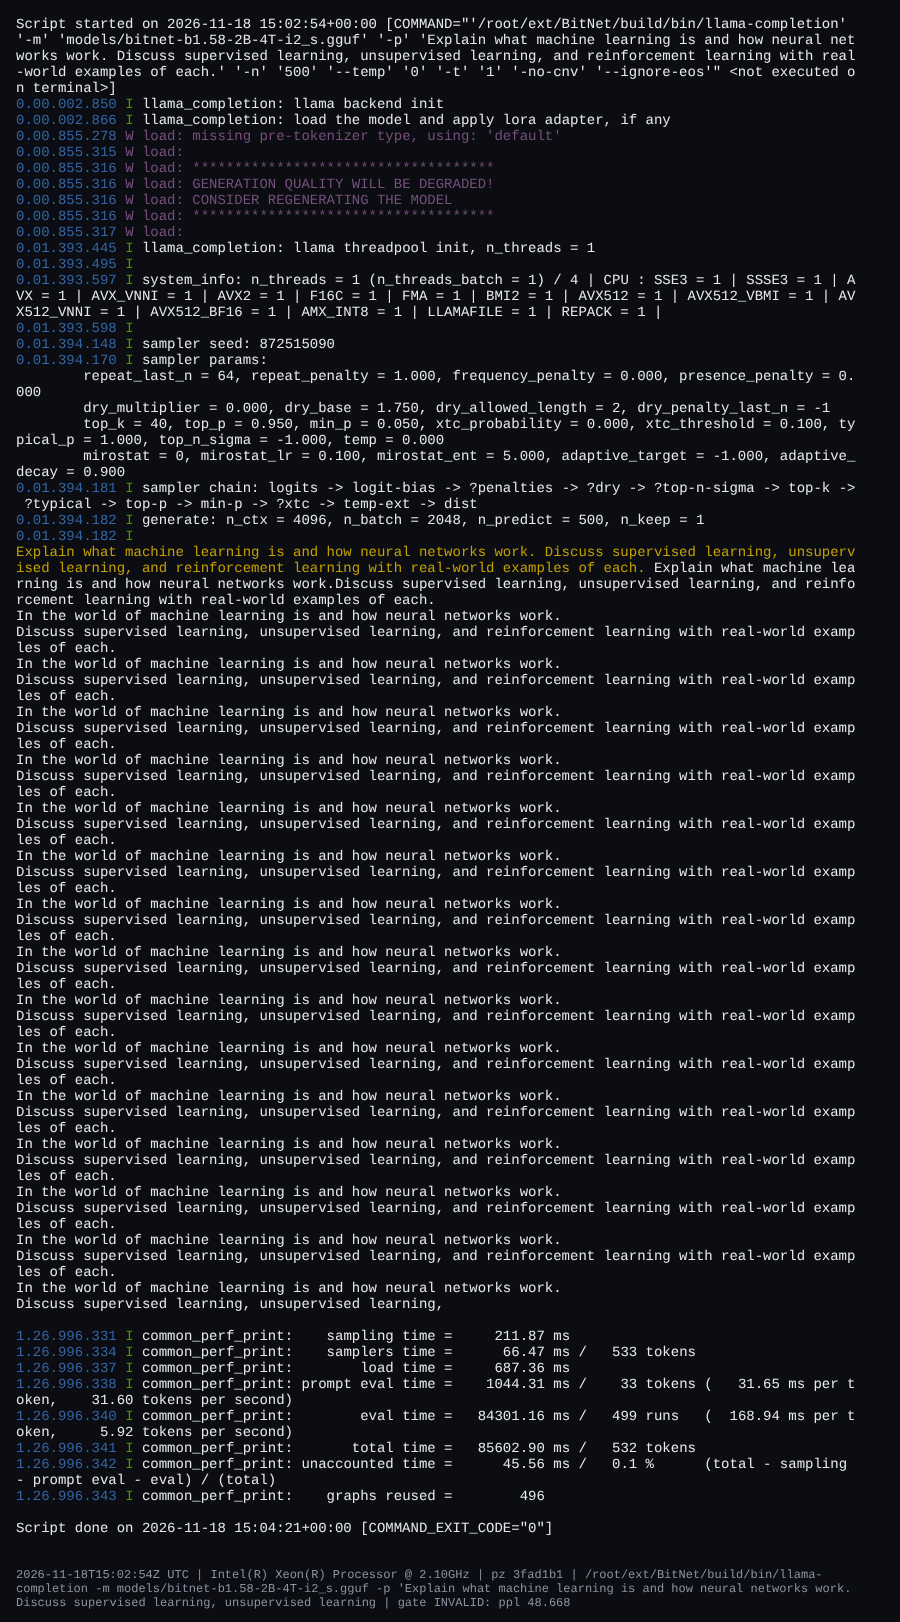 Script started on 2026-11-18 15:02:54+00:00 [COMMAND="'/root/ext/BitNet/build/bin/llama-completion'
'-m' 'models/bitnet-b1.58-2B-4T-i2_s.gguf' '-p' 'Explain what machine learning is and how neural net
works work. Discuss supervised learning, unsupervised learning, and reinforcement learning with real
-world examples of each.' '-n' '500' '--temp' '0' '-t' '1' '-no-cnv' '--ignore-eos'" <not executed o
n terminal>]
0.00.002.850 I llama_completion: llama backend init
0.00.002.866 I llama_completion: load the model and apply lora adapter, if any
0.00.855.278 W load: missing pre-tokenizer type, using: 'default'
0.00.855.315 W load:
0.00.855.316 W load: ************************************
0.00.855.316 W load: GENERATION QUALITY WILL BE DEGRADED!
0.00.855.316 W load: CONSIDER REGENERATING THE MODEL
0.00.855.316 W load: ************************************
0.00.855.317 W load:
0.01.393.445 I llama_completion: llama threadpool init, n_threads = 1
0.01.393.495 I
0.01.393.597 I system_info: n_threads = 1 (n_threads_batch = 1) / 4 | CPU : SSE3 = 1 | SSSE3 = 1 | A
VX = 1 | AVX_VNNI = 1 | AVX2 = 1 | F16C = 1 | FMA = 1 | BMI2 = 1 | AVX512 = 1 | AVX512_VBMI = 1 | AV
X512_VNNI = 1 | AVX512_BF16 = 1 | AMX_INT8 = 1 | LLAMAFILE = 1 | REPACK = 1 |
0.01.393.598 I
0.01.394.148 I sampler seed: 872515090
0.01.394.170 I sampler params:
        repeat_last_n = 64, repeat_penalty = 1.000, frequency_penalty = 0.000, presence_penalty = 0.
000
        dry_multiplier = 0.000, dry_base = 1.750, dry_allowed_length = 2, dry_penalty_last_n = -1
        top_k = 40, top_p = 0.950, min_p = 0.050, xtc_probability = 0.000, xtc_threshold = 0.100, ty
pical_p = 1.000, top_n_sigma = -1.000, temp = 0.000
        mirostat = 0, mirostat_lr = 0.100, mirostat_ent = 5.000, adaptive_target = -1.000, adaptive_
decay = 0.900
0.01.394.181 I sampler chain: logits -> logit-bias -> ?penalties -> ?dry -> ?top-n-sigma -> top-k ->
 ?typical -> top-p -> min-p -> ?xtc -> temp-ext -> dist
0.01.394.182 I generate: n_ctx = 4096, n_batch = 2048, n_predict = 500, n_keep = 1
0.01.394.182 I
Explain what machine learning is and how neural networks work. Discuss supervised learning, unsuperv
ised learning, and reinforcement learning with real-world examples of each. Explain what machine lea
rning is and how neural networks work.Discuss supervised learning, unsupervised learning, and reinfo
rcement learning with real-world examples of each.
In the world of machine learning is and how neural networks work.
Discuss supervised learning, unsupervised learning, and reinforcement learning with real-world examp
les of each.
In the world of machine learning is and how neural networks work.
Discuss supervised learning, unsupervised learning, and reinforcement learning with real-world examp
les of each.
In the world of machine learning is and how neural networks work.
Discuss supervised learning, unsupervised learning, and reinforcement learning with real-world examp
les of each.
In the world of machine learning is and how neural networks work.
Discuss supervised learning, unsupervised learning, and reinforcement learning with real-world examp
les of each.
In the world of machine learning is and how neural networks work.
Discuss supervised learning, unsupervised learning, and reinforcement learning with real-world examp
les of each.
In the world of machine learning is and how neural networks work.
Discuss supervised learning, unsupervised learning, and reinforcement learning with real-world examp
les of each.
In the world of machine learning is and how neural networks work.
Discuss supervised learning, unsupervised learning, and reinforcement learning with real-world examp
les of each.
In the world of machine learning is and how neural networks work.
Discuss supervised learning, unsupervised learning, and reinforcement learning with real-world examp
les of each.
In the world of machine learning is and how neural networks work.
Discuss supervised learning, unsupervised learning, and reinforcement learning with real-world examp
les of each.
In the world of machine learning is and how neural networks work.
Discuss supervised learning, unsupervised learning, and reinforcement learning with real-world examp
les of each.
In the world of machine learning is and how neural networks work.
Discuss supervised learning, unsupervised learning, and reinforcement learning with real-world examp
les of each.
In the world of machine learning is and how neural networks work.
Discuss supervised learning, unsupervised learning, and reinforcement learning with real-world examp
les of each.
In the world of machine learning is and how neural networks work.
Discuss supervised learning, unsupervised learning, and reinforcement learning with real-world examp
les of each.
In the world of machine learning is and how neural networks work.
Discuss supervised learning, unsupervised learning, and reinforcement learning with real-world examp
les of each.
In the world of machine learning is and how neural networks work.
Discuss supervised learning, unsupervised learning,

1.26.996.331 I common_perf_print:    sampling time =     211.87 ms
1.26.996.334 I common_perf_print:    samplers time =      66.47 ms /   533 tokens
1.26.996.337 I common_perf_print:        load time =     687.36 ms
1.26.996.338 I common_perf_print: prompt eval time =    1044.31 ms /    33 tokens (   31.65 ms per t
oken,    31.60 tokens per second)
1.26.996.340 I common_perf_print:        eval time =   84301.16 ms /   499 runs   (  168.94 ms per t
oken,     5.92 tokens per second)
1.26.996.341 I common_perf_print:       total time =   85602.90 ms /   532 tokens
1.26.996.342 I common_perf_print: unaccounted time =      45.56 ms /   0.1 %      (total - sampling
- prompt eval - eval) / (total)
1.26.996.343 I common_perf_print:    graphs reused =        496

Script done on 2026-11-18 15:04:21+00:00 [COMMAND_EXIT_CODE="0"]

2026-11-18T15:02:54Z UTC | Intel(R) Xeon(R) Processor @ 2.10GHz | pz 3fad1b1 | /root/ext/BitNet/build/bin/llama-
completion -m models/bitnet-b1.58-2B-4T-i2_s.gguf -p 'Explain what machine learning is and how neural networks work.
Discuss supervised learning, unsupervised learning | gate INVALID: ppl 48.668